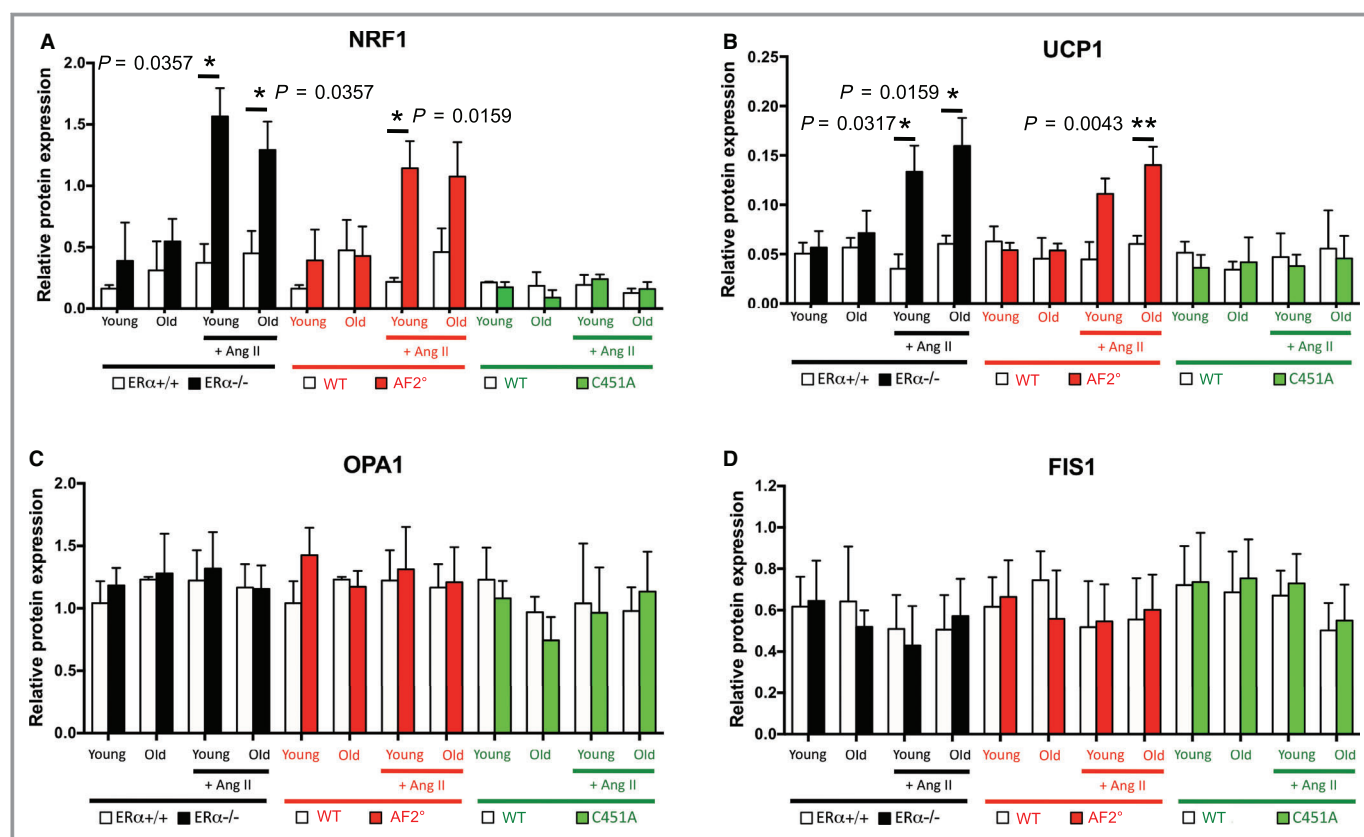 A
NRF1
P = 0.0357 *
* P = 0.0357
* P = 0.0159
Relative protein expression
2.0
1.5
1.0
0.5
0.0
Young Old Young Old Young Old Young Old Young Old Young Old
+ Ang II + Ang II + Ang II
ERα+/+ ERα-/- WT AF2° WT C451A
B
UCP1
P = 0.0159 *
P = 0.0317 *
P = 0.0043 **
Relative protein expression
0.25
0.20
0.15
0.10
0.05
0.00
Young Old Young Old Young Old Young Old Young Old Young Old
+ Ang II + Ang II + Ang II
ERα+/+ ERα-/- WT AF2° WT C451A
C
OPA1
Relative protein expression
2.0
1.5
1.0
0.5
0.0
Young Old Young Old Young Old Young Old Young Old Young Old
+ Ang II + Ang II + Ang II
ERα+/+ ERα-/- WT AF2° WT C451A
D
FIS1
Relative protein expression
1.2
1.0
0.8
0.6
0.4
0.2
0.0
Young Old Young Old Young Old Young Old Young Old Young Old
+ Ang II + Ang II + Ang II
ERα+/+ ERα-/- WT AF2° WT C451A